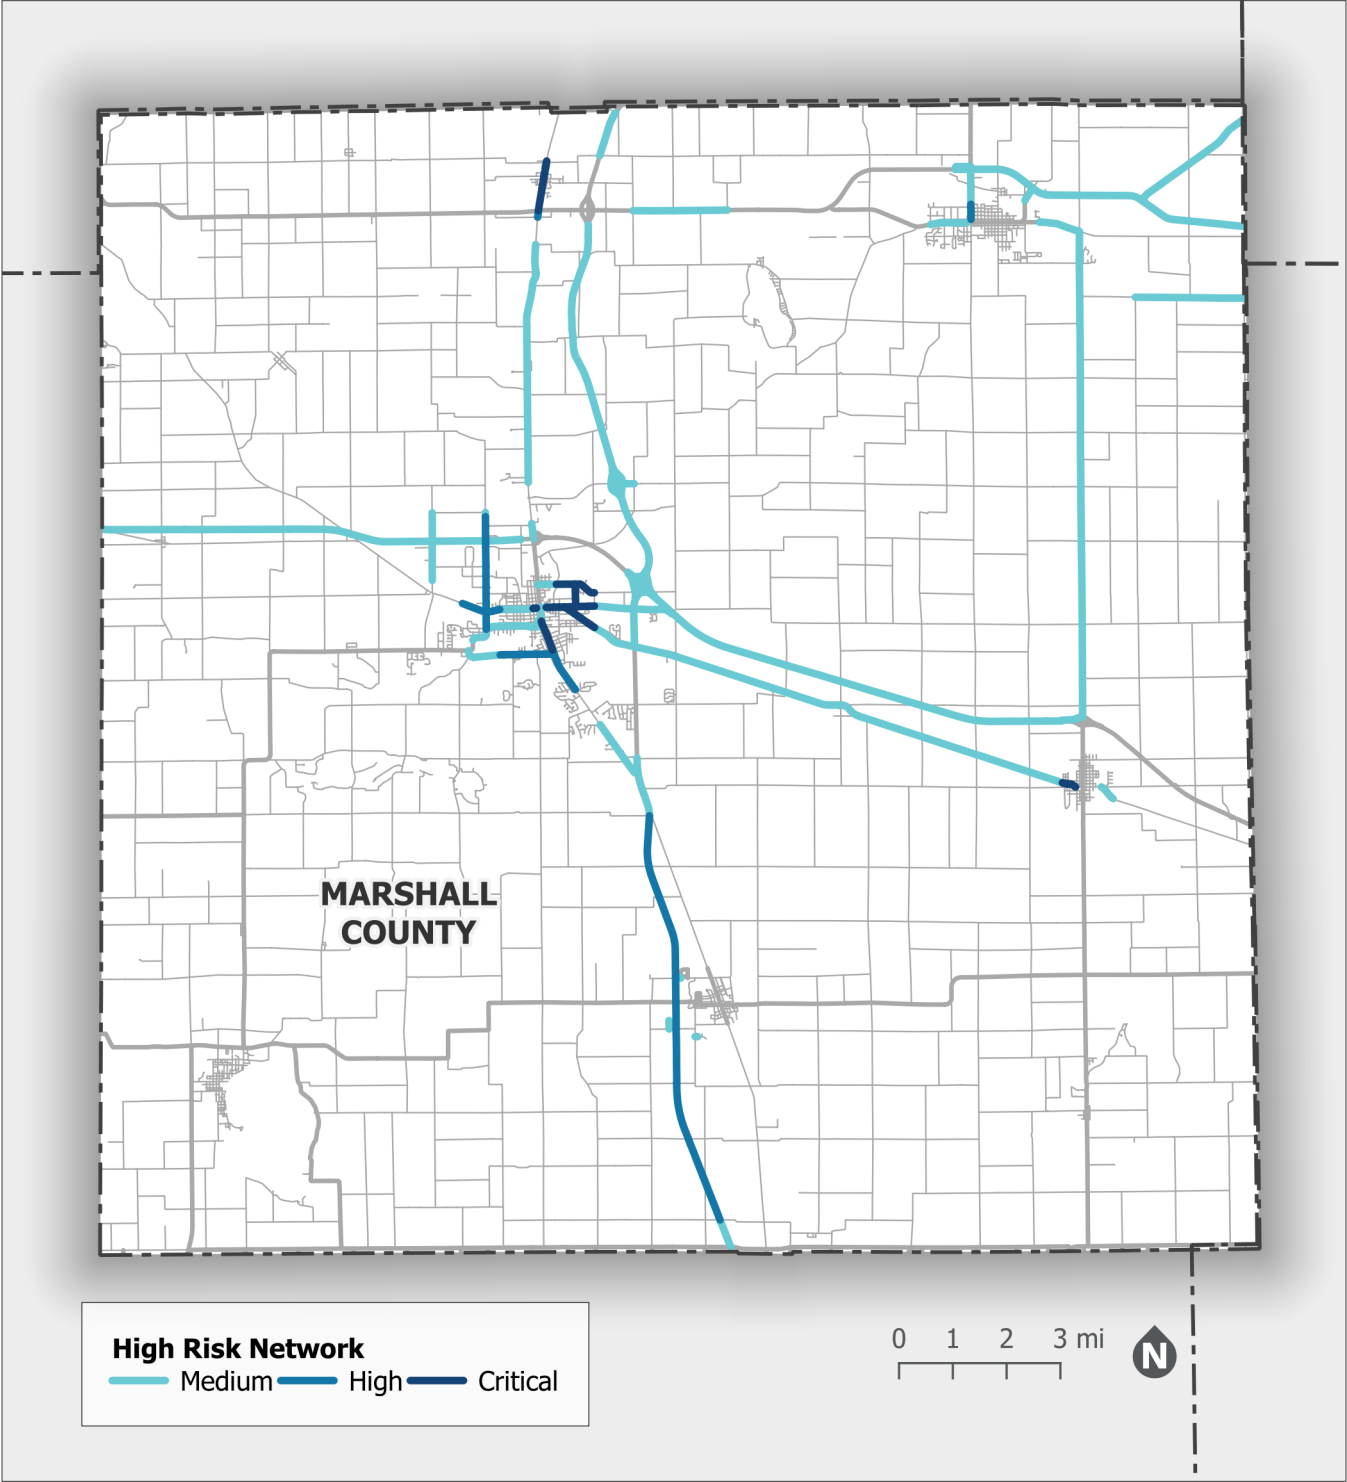 MARSHALL
COUNTY
High Risk Network
Medium High Critical
0 1 2 3 mi
N